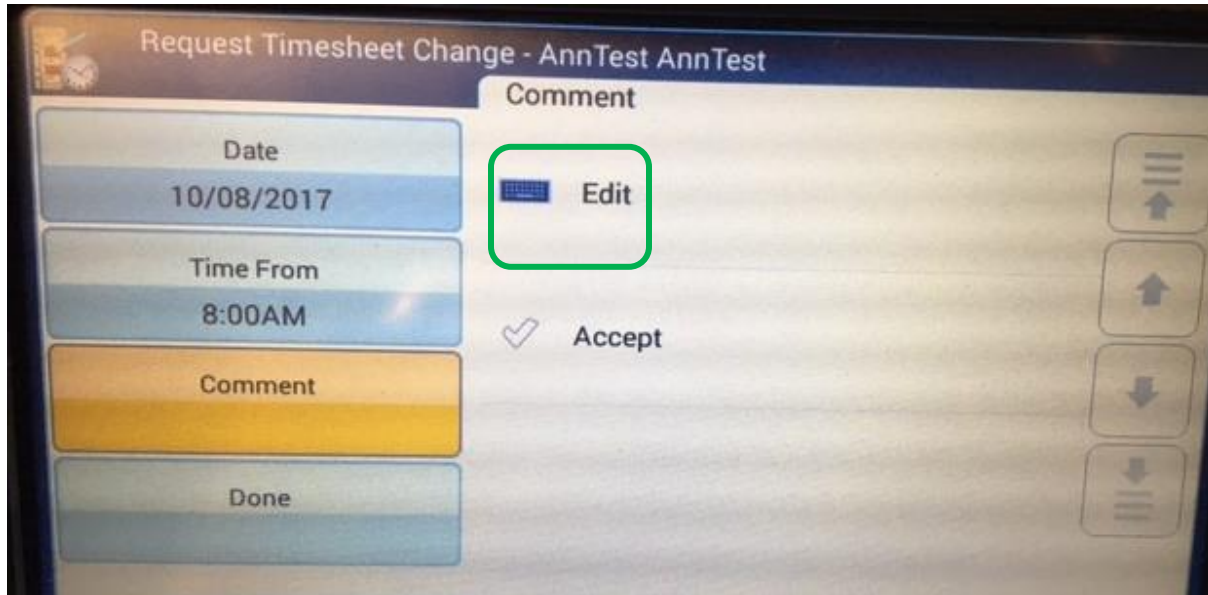 Request Timesheet Change - AnnTest AnnTest
Comment
Date
10/08/2017
Time From
8:00AM
Comment
Done
Edit
Accept